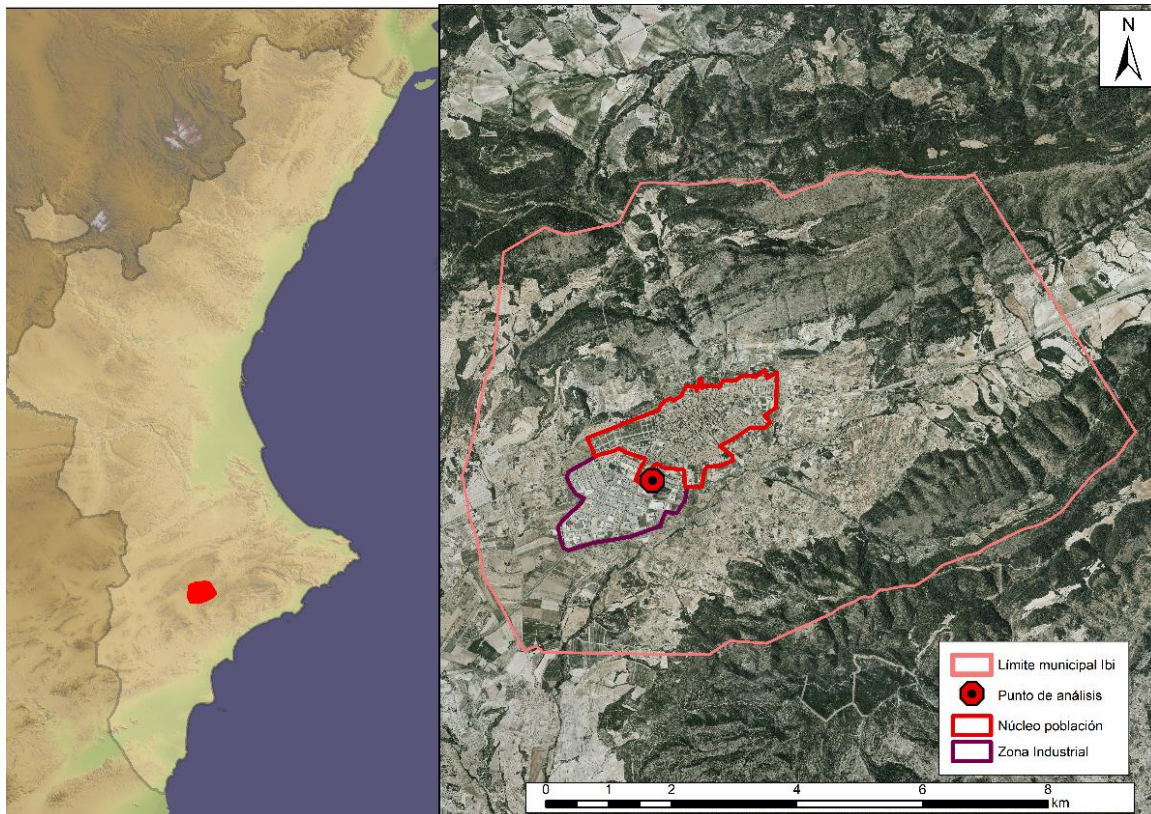 N
Límite municipal Ibi
Punto de análisis
Núcleo población
Zona Industrial
0 1 2 4 6 8
km